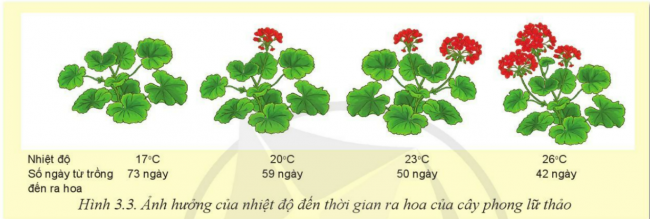 Nhiệt độ 17°C 20°C 23°C 26°C
Số ngày từ trồng 73 ngày 59 ngày 50 ngày 42 ngày
đến ra hoa
Hình 3.3. Ảnh hưởng của nhiệt độ đến thời gian ra hoa của cây phong lữ thảo